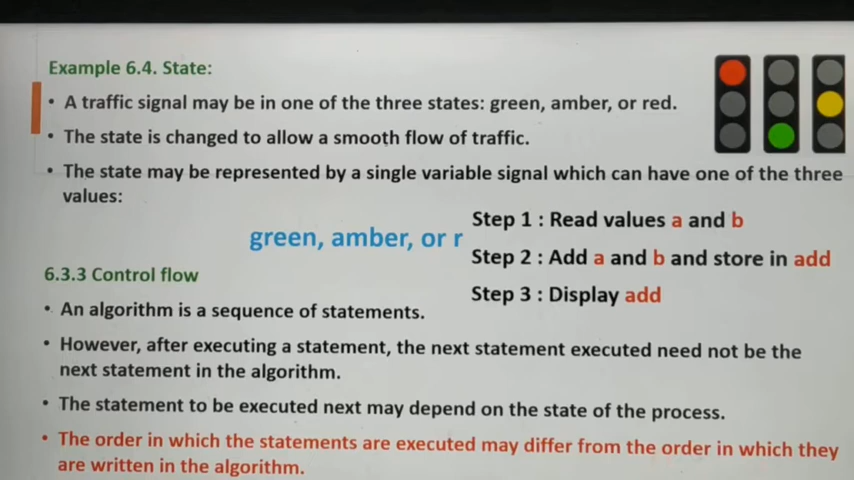 Example 6.4. State:
• A traffic signal may be in one of the three states: green, amber, or red.
• The state is changed to allow a smooth flow of traffic.
• The state may be represented by a single variable signal which can have one of the three
values:
green, amber, or r
Step 1 : Read values a and b
Step 2 : Add a and b and store in add
Step 3 : Display add
6.3.3 Control flow
• An algorithm is a sequence of statements.
• However, after executing a statement, the next statement executed need not be the
next statement in the algorithm.
• The statement to be executed next may depend on the state of the process.
• The order in which the statements are executed may differ from the order in which they
are written in the algorithm.